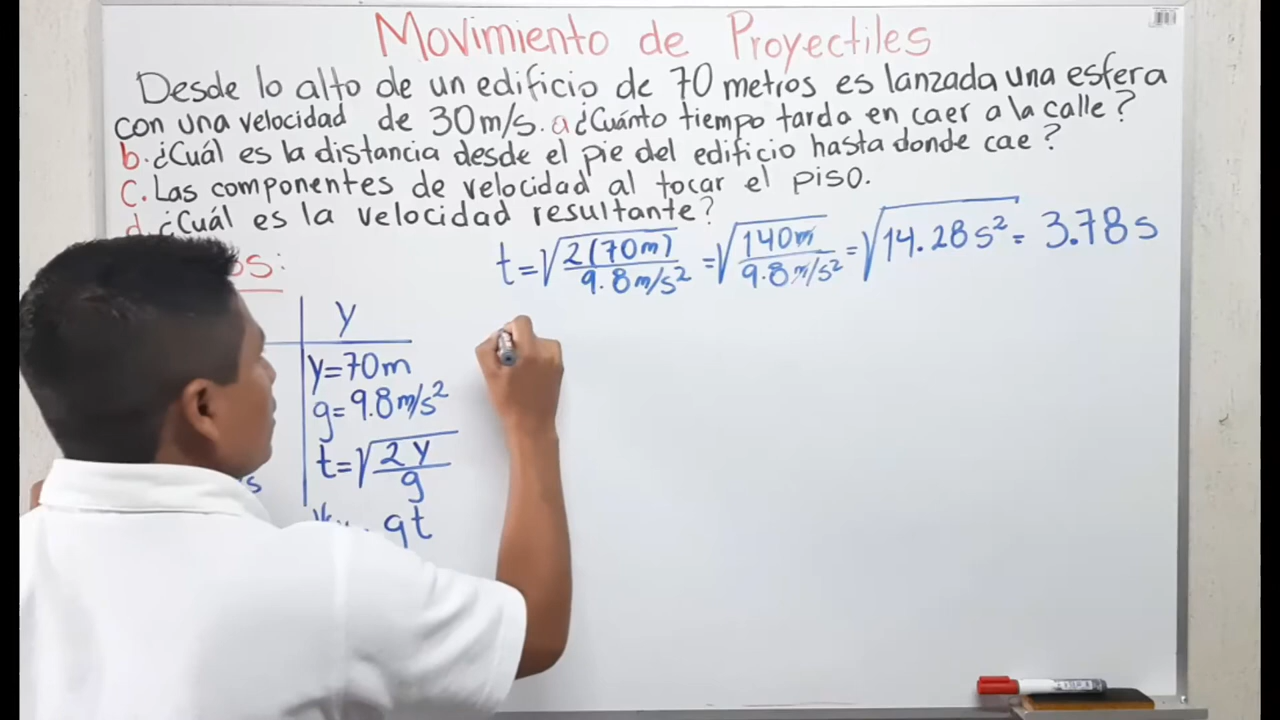 Movimiento de Proyectiles
Desde lo alto de un edificio de 70 metros es lanzada una esfera
con una velocidad de 30m/s. a ¿Cuánto tiempo tarda en caer a la calle?
b. ¿Cuál es la distancia desde el pie del edificio hasta donde cae?
C. Las componentes de velocidad al tocar el piso.
d. ¿Cuál es la velocidad resultante?
t=√2(70m)/9.8m/s² = √140m/9.8m/s² = √14.28s² = 3.78s
y
y=70m
g=9.8m/s²
t=√2y/g
gt